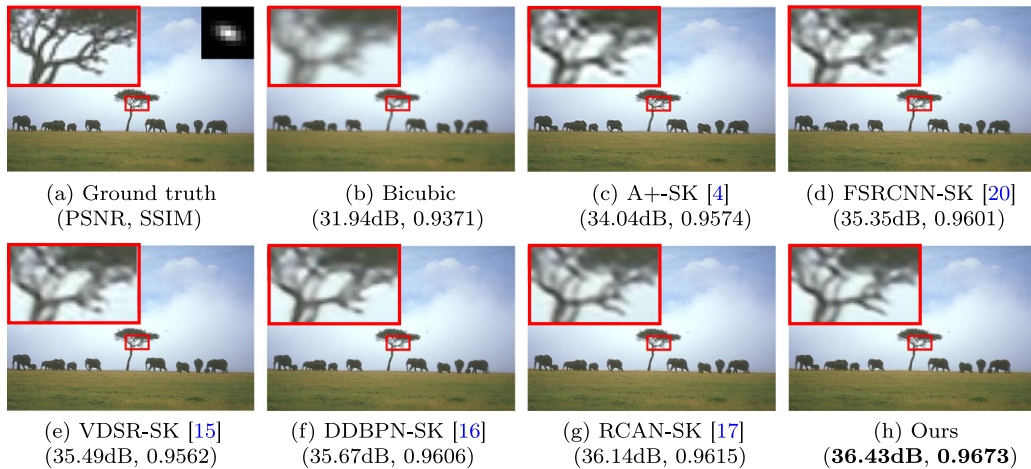 (a) Ground truth
(PSNR, SSIM)
(b) Bicubic
(31.94dB, 0.9371)
(c) A+-SK [4]
(34.04dB, 0.9574)
(d) FSRCNN-SK [20]
(35.35dB, 0.9601)
(e) VDSR-SK [15]
(35.49dB, 0.9562)
(f) DDBPN-SK [16]
(35.67dB, 0.9606)
(g) RCAN-SK [17]
(36.14dB, 0.9615)
(h) Ours
(36.43dB, 0.9673)